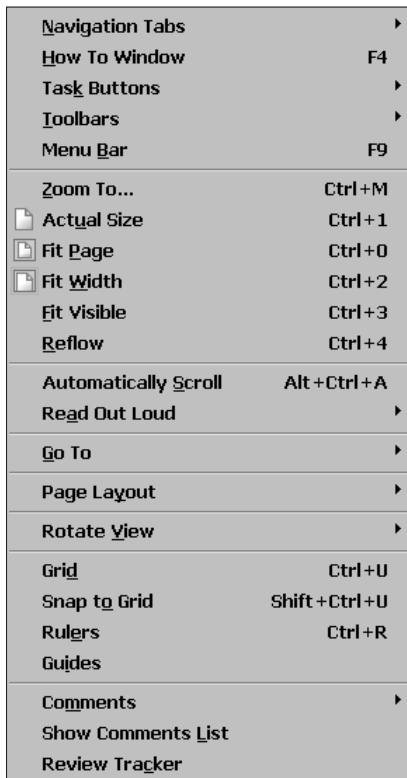 Navigation Tabs
How To Window F4
Task Buttons
Toolbars
Menu Bar F9
Zoom To... Ctrl+M
Actual Size Ctrl+1
Fit Page Ctrl+0
Fit Width Ctrl+2
Fit Visible Ctrl+3
Reflow Ctrl+4
Automatically Scroll Alt+Ctrl+A
Read Out Loud
Go To
Page Layout
Rotate View
Grid Ctrl+U
Snap to Grid Shift+Ctrl+U
Rulers Ctrl+R
Guides
Comments
Show Comments List
Review Tracker